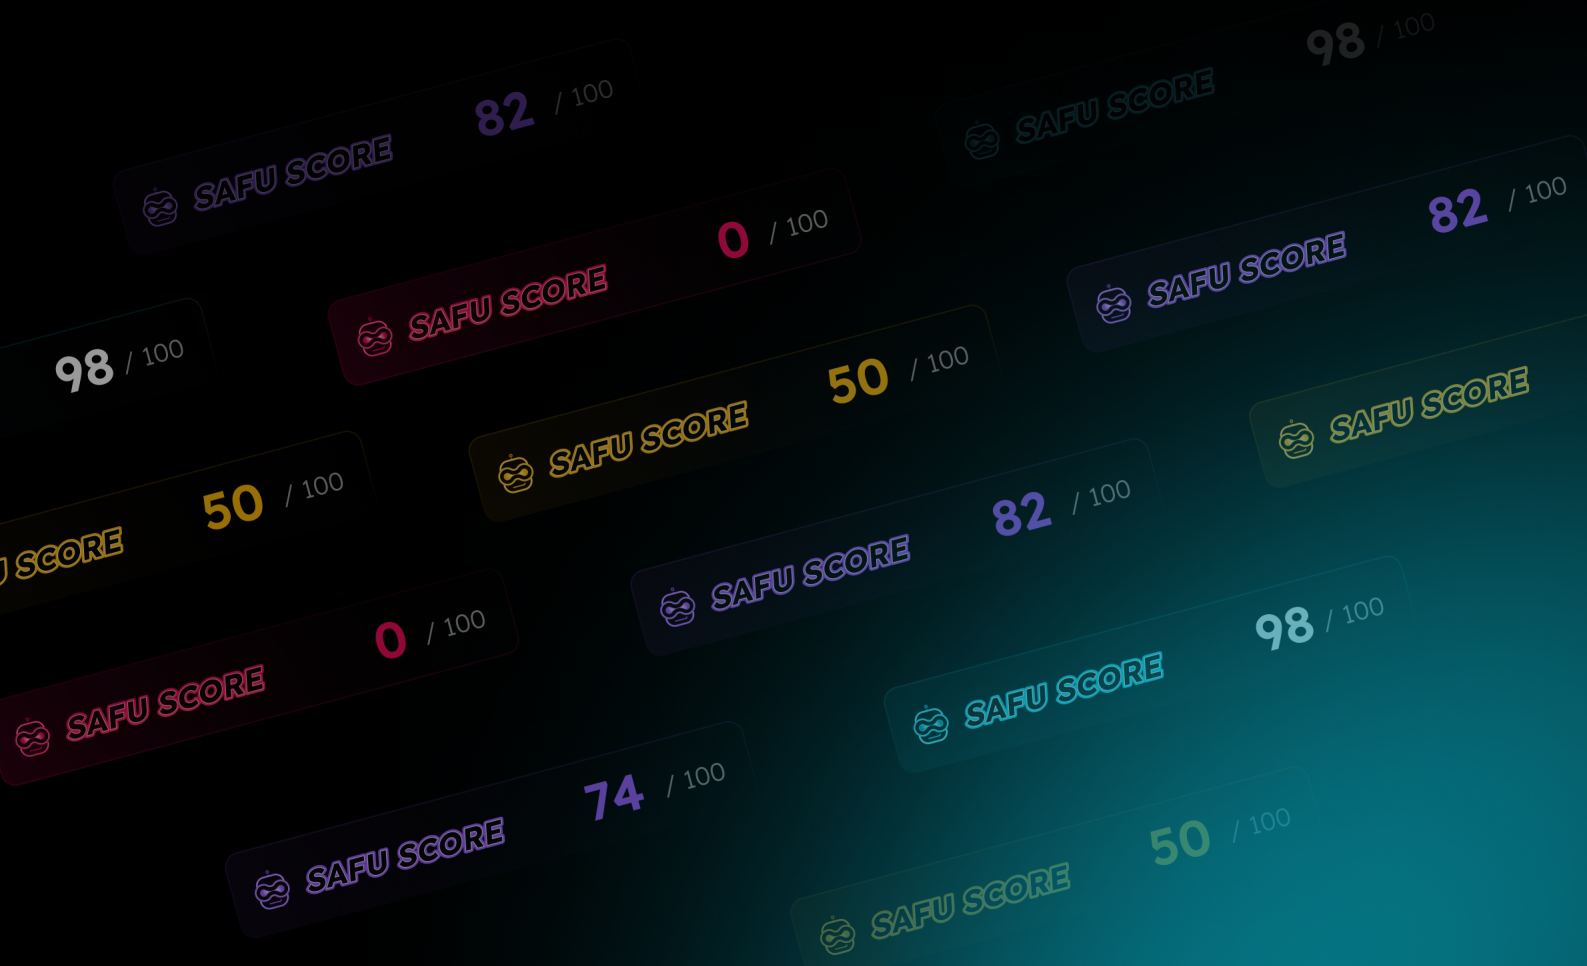 SAFU SCORE 82 / 100
SAFU SCORE 98 / 100
SAFU SCORE 0 / 100
SAFU SCORE 82 / 100
98 / 100
SAFU SCORE 50 / 100
SAFU SCORE
U SCORE 50 / 100
SAFU SCORE 82 / 100
SAFU SCORE 0 / 100
SAFU SCORE 98 / 100
SAFU SCORE 74 / 100
SAFU SCORE 50 / 100